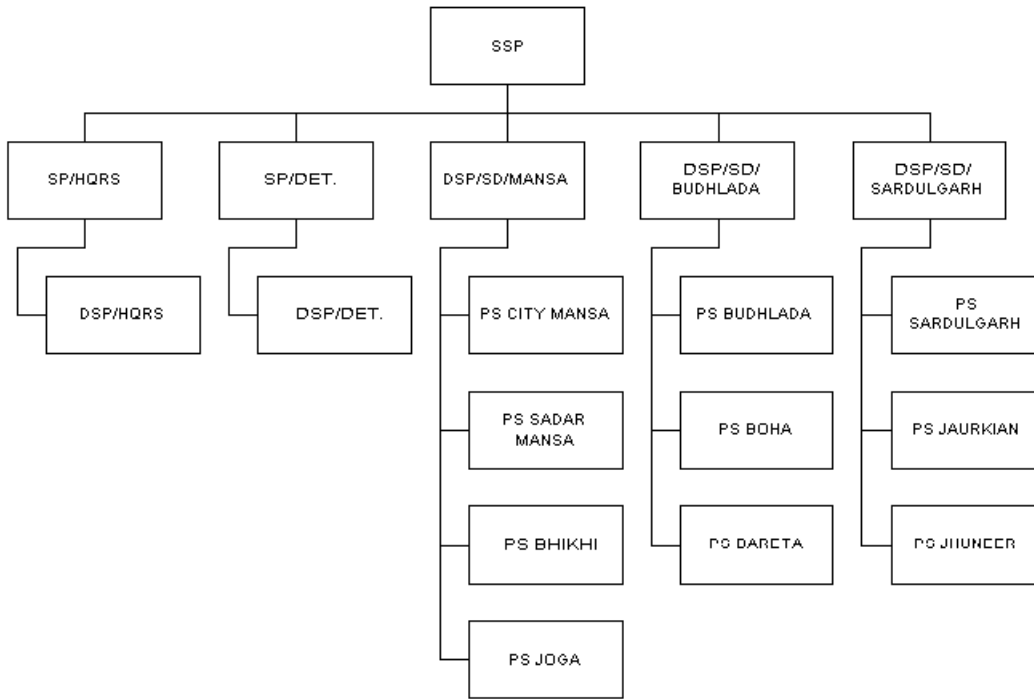 SSP
SP/HQRS
SP/DET.
DSP/SD/MANSA
DSP/SD/
BUDHLADA
DSP/SD/
SARDULGARH
DSP/HQRS
DSP/DET.
PS CITY MANSA
PS BUDHLADA
PS
SARDULGARH
PS SADAR
MANSA
PS BOHA
PS JAURKIAN
PS BHIKHI
PS BARETA
PS JHUNEER
PS JOGA